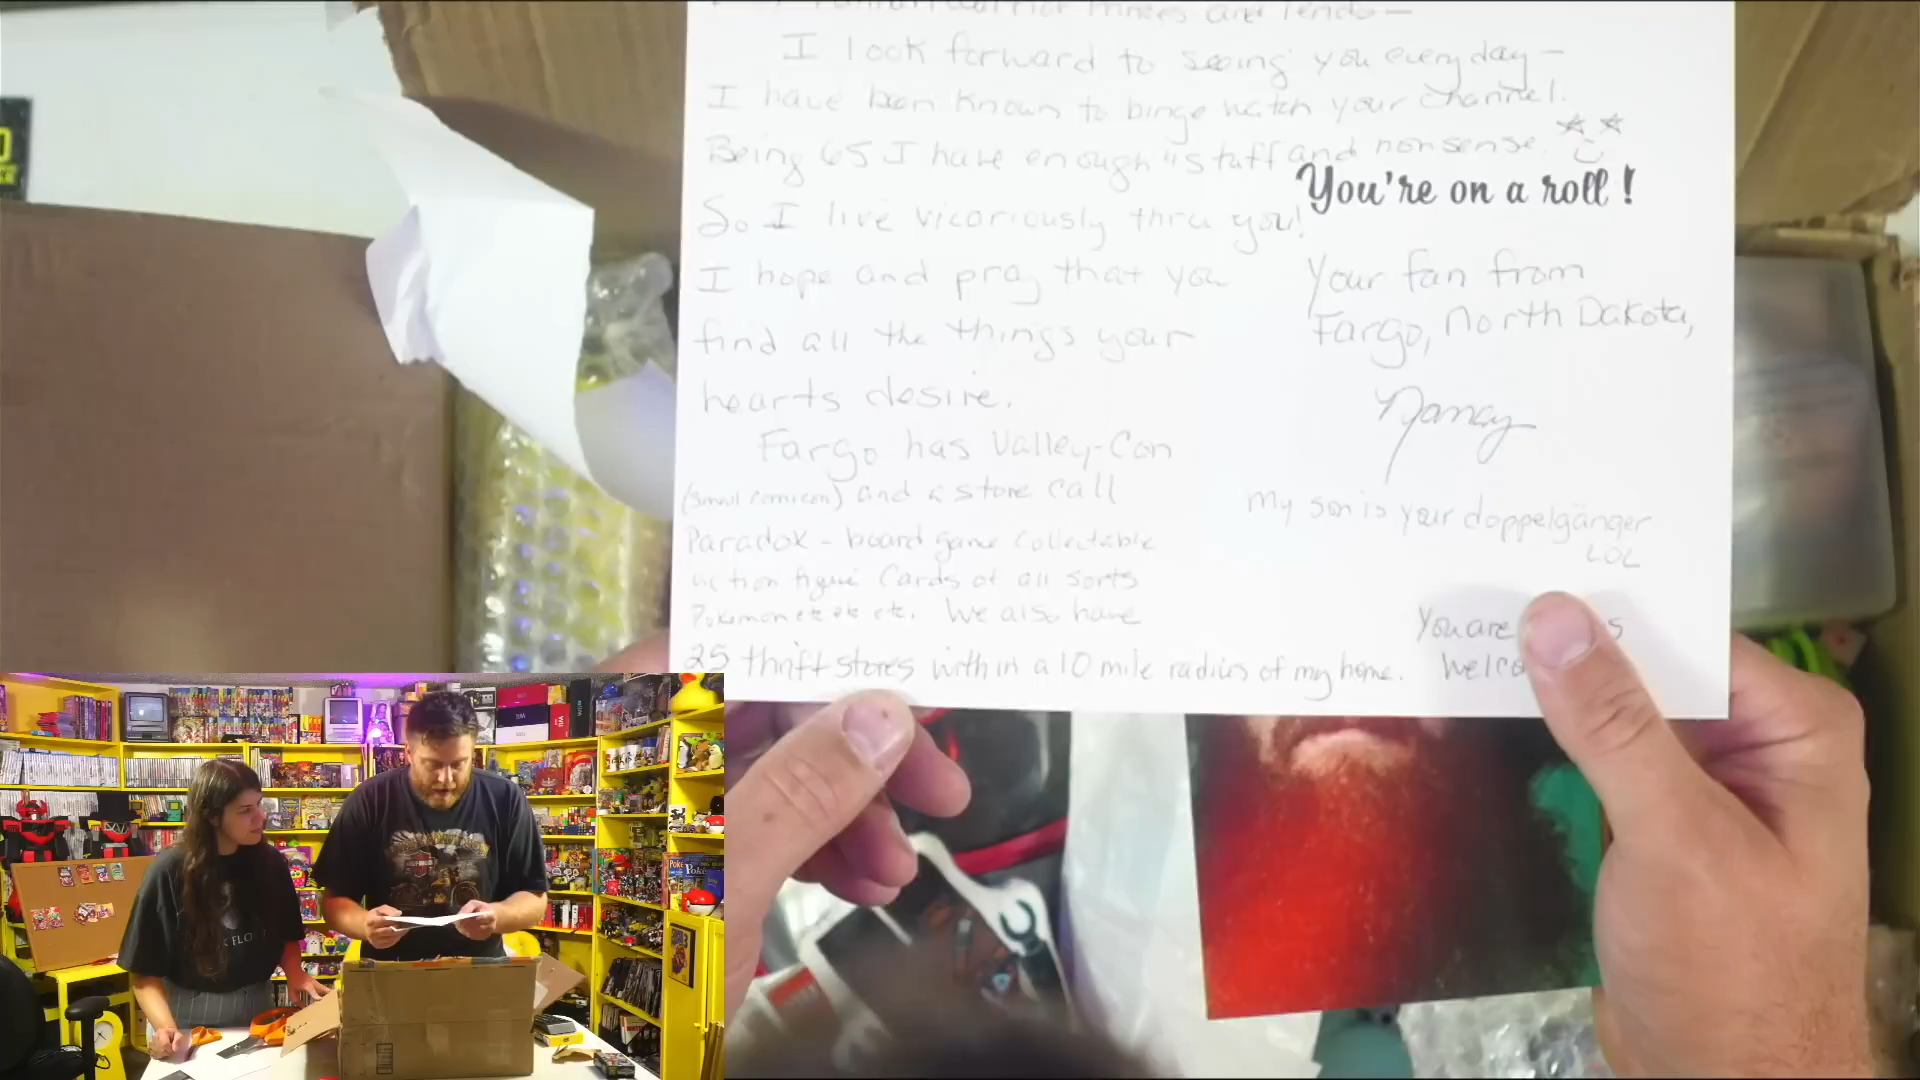 and
I look forward to seeing you every day-
I have been known to binge watch your channel.
Being 65 I have enough "stuff and nonsense.
You're on a roll!
So I live vicoriously thru you!
I hope and pray that you
find all the things your
hearts desire.
Your fan from
Fargo, North Dakota,
Nancy
Fargo has Valley-Con
(small comicon) and a store call
Paradox - board game collectable
action figure Cards of all sorts
Pokemon etc etc etc. We also have
25 thrift stores within a 10 mile radius of my home.
My son is your doppelgänger
LOL
You are
Poké